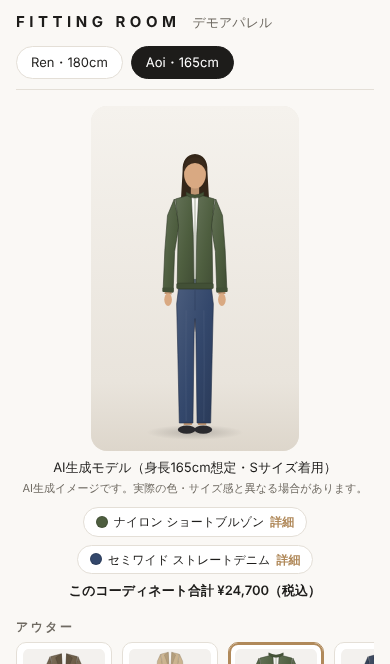 FITTING ROOM デモアパレル
Ren・180cm Aoi・165cm
AI生成モデル（身長165cm想定・Sサイズ着用）
AI生成イメージです。実際の色・サイズ感と異なる場合があります。
ナイロン ショートブルゾン 詳細
セミワイド ストレートデニム 詳細
このコーディネート合計 ¥24,700（税込）
アウター